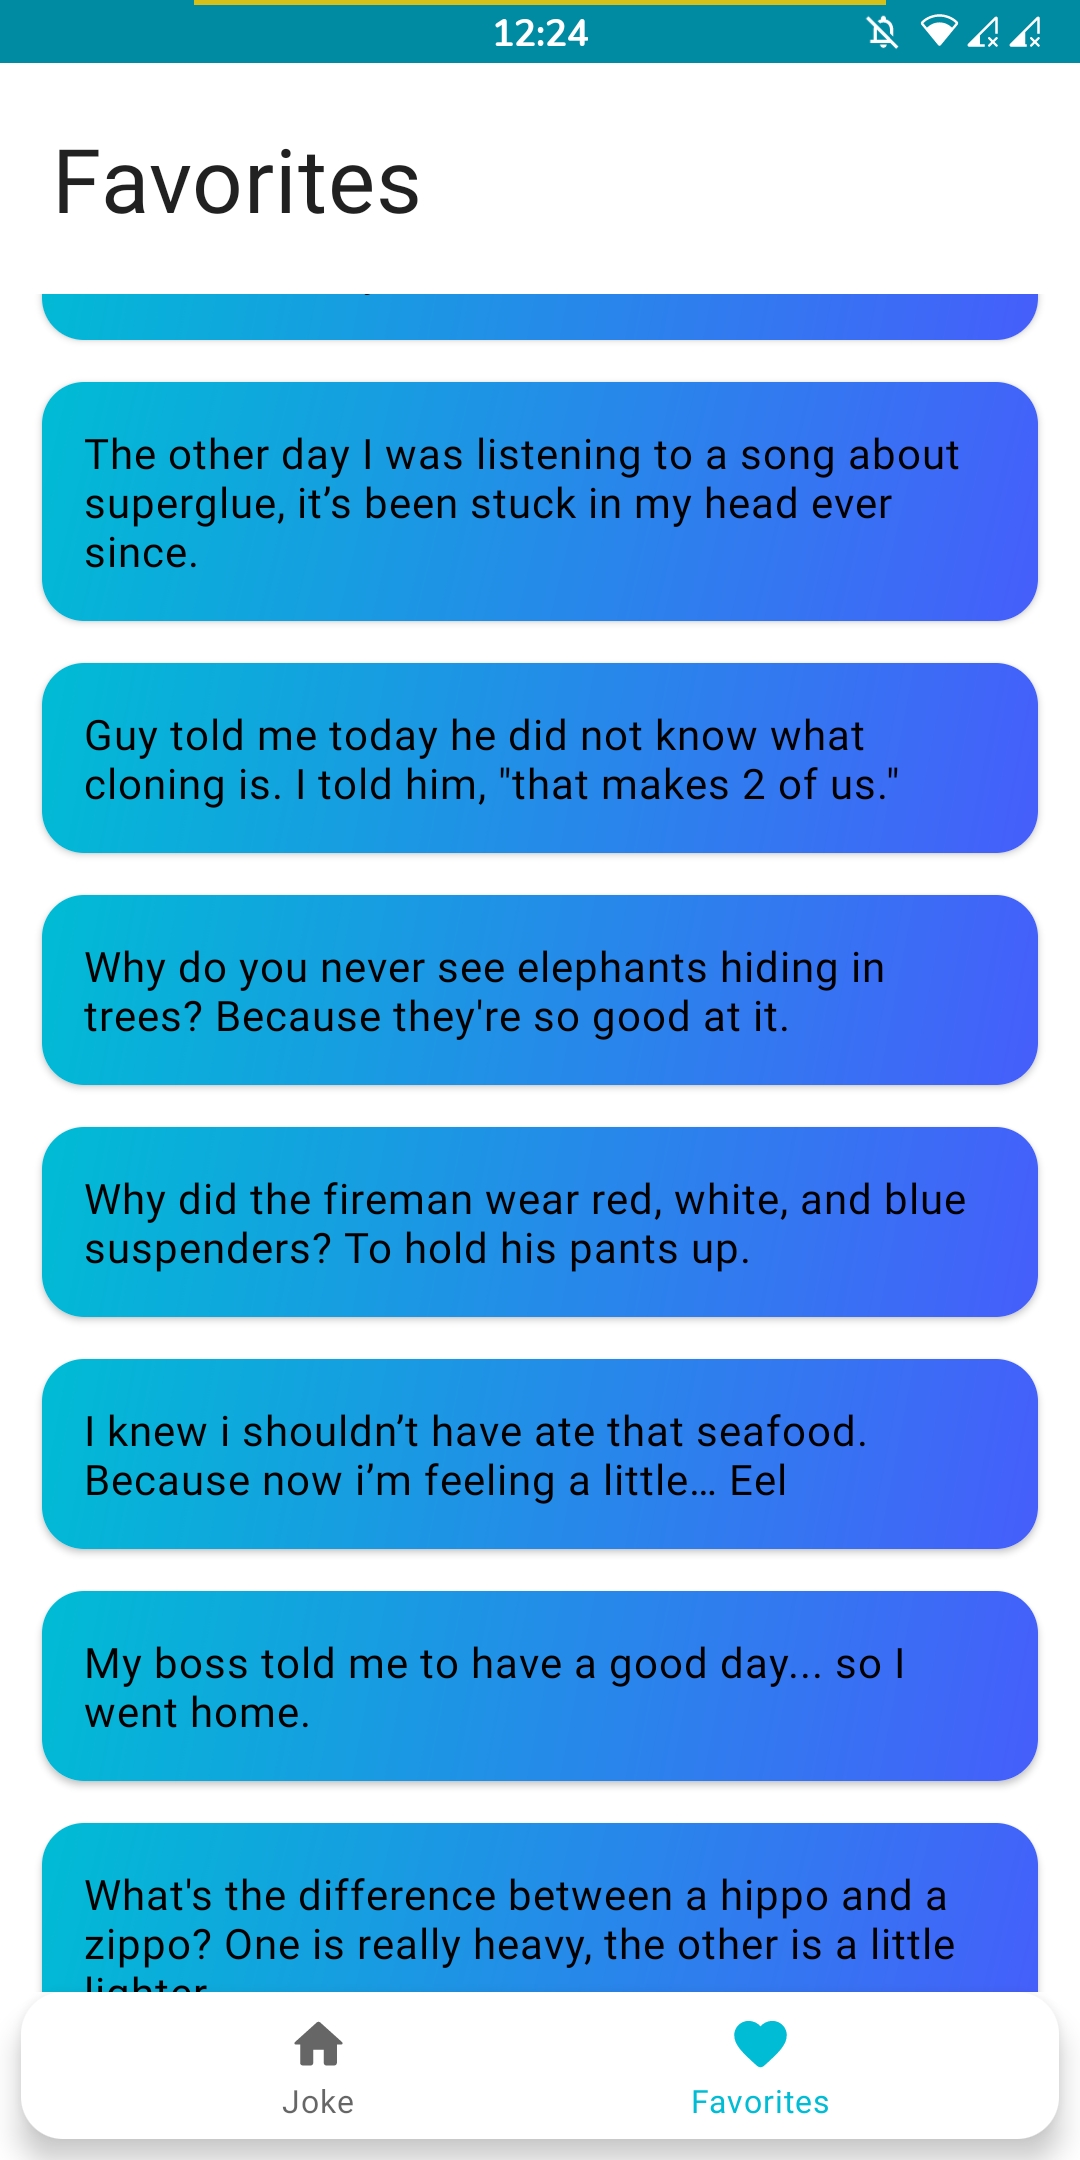 12:24
Favorites
The other day I was listening to a song about
superglue, it’s been stuck in my head ever
since.
Guy told me today he did not know what
cloning is. I told him, "that makes 2 of us."
Why do you never see elephants hiding in
trees? Because they're so good at it.
Why did the fireman wear red, white, and blue
suspenders? To hold his pants up.
I knew i shouldn’t have ate that seafood.
Because now i’m feeling a little… Eel
My boss told me to have a good day... so I
went home.
What's the difference between a hippo and a
zippo? One is really heavy, the other is a little
lighter
Joke
Favorites